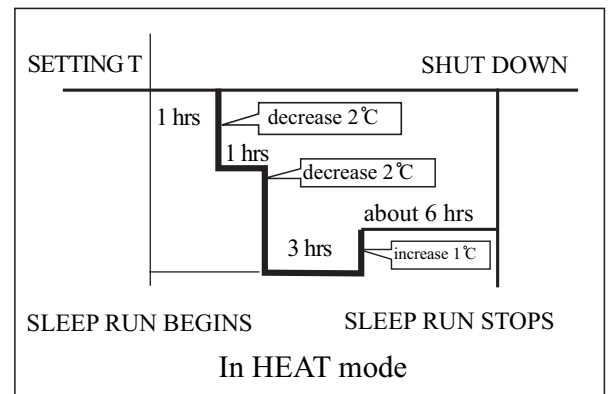 SETTING T
SHUT DOWN
1 hrs
decrease 2℃
1 hrs
decrease 2℃
about 6 hrs
3 hrs
increase 1℃
SLEEP RUN BEGINS
SLEEP RUN STOPS
In HEAT mode